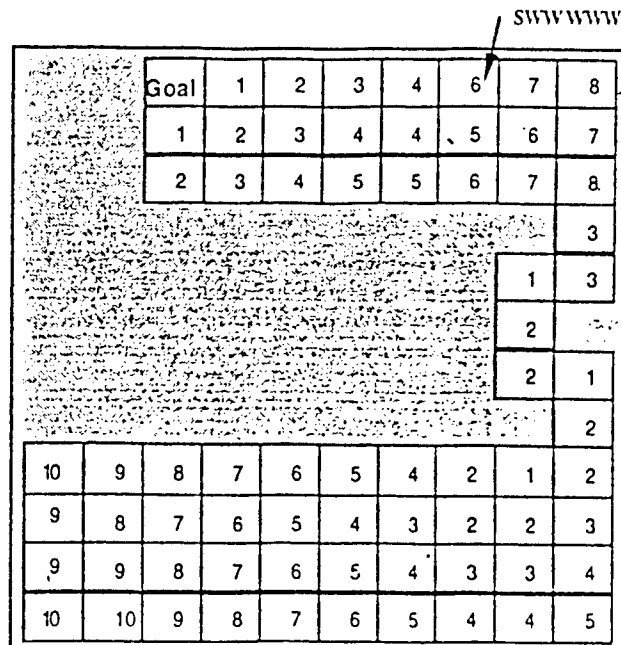 SWWWWW
Goal 1 2 3 4 6 7 8
1 2 3 4 4 5 6 7
2 3 4 5 5 6 7 8
3
1 3
2
2 1
2
10 9 8 7 6 5 4 2 1 2
9 8 7 6 5 4 3 2 2 3
9 9 8 7 6 5 4 3 3 4
10 10 9 8 7 6 5 4 4 5